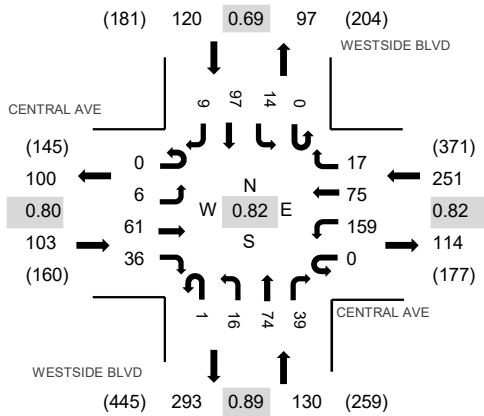 (181) 120 0.69 97 (204)
WESTSIDE BLVD
CENTRAL AVE
9 97 14 0
(145) (371)
100 0 17 251
6 N 75
0.80 W 0.82 E 0.82
61 S 159
103 36 0 114
(160) (177)
1 16 74 39
CENTRAL AVE
WESTSIDE BLVD
(445) 293 0.89 130 (259)